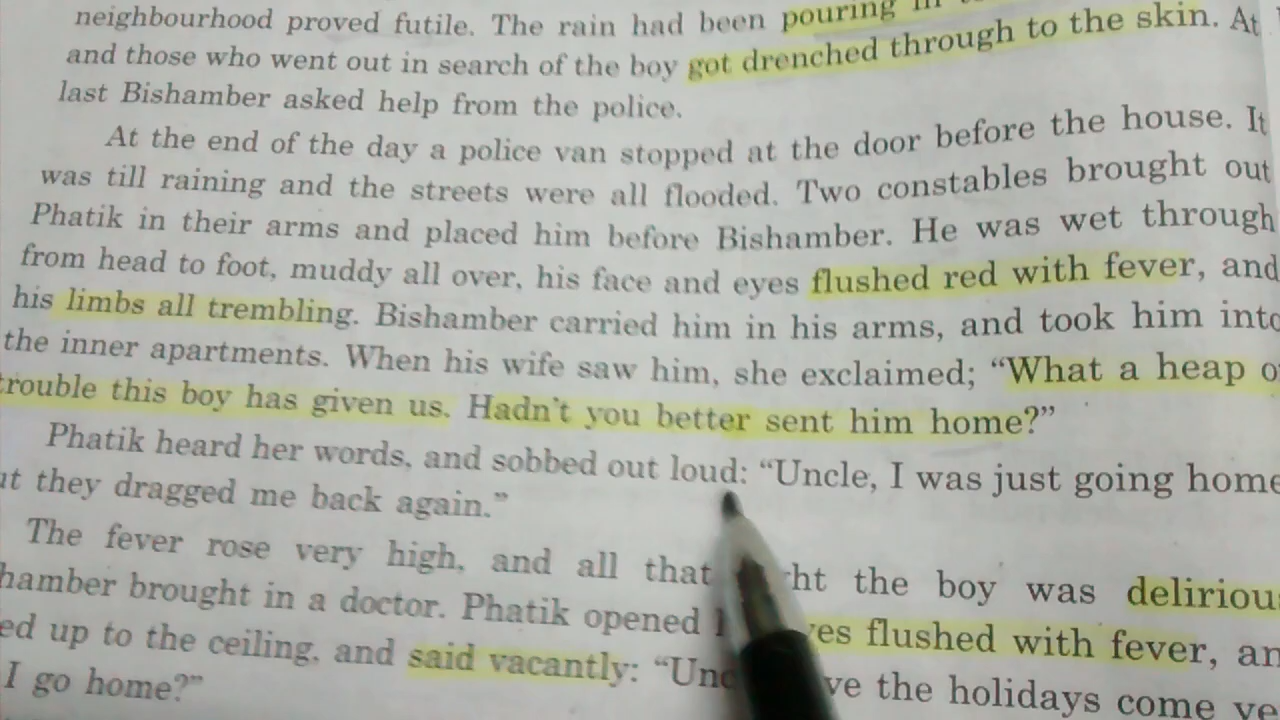 neighbourhood proved futile. The rain had been pouring in
and those who went out in search of the boy got drenched through to the skin. At
last Bishamber asked help from the police.
At the end of the day a police van stopped at the door before the house. It
was till raining and the streets were all flooded. Two constables brought out
Phatik in their arms and placed him before Bishamber. He was wet through
from head to foot, muddy all over, his face and eyes flushed red with fever, and
his limbs all trembling. Bishamber carried him in his arms, and took him into
the inner apartments. When his wife saw him, she exclaimed; “What a heap o
trouble this boy has given us. Hadn't you better sent him home?”
Phatik heard her words, and sobbed out loud: “Uncle, I was just going home
ut they dragged me back again.”
The fever rose very high, and all that ght the boy was delirious
hamber brought in a doctor. Phatik opened yes flushed with fever, an
ed up to the ceiling, and said vacantly: “Unc ve the holidays come ye
I go home?”